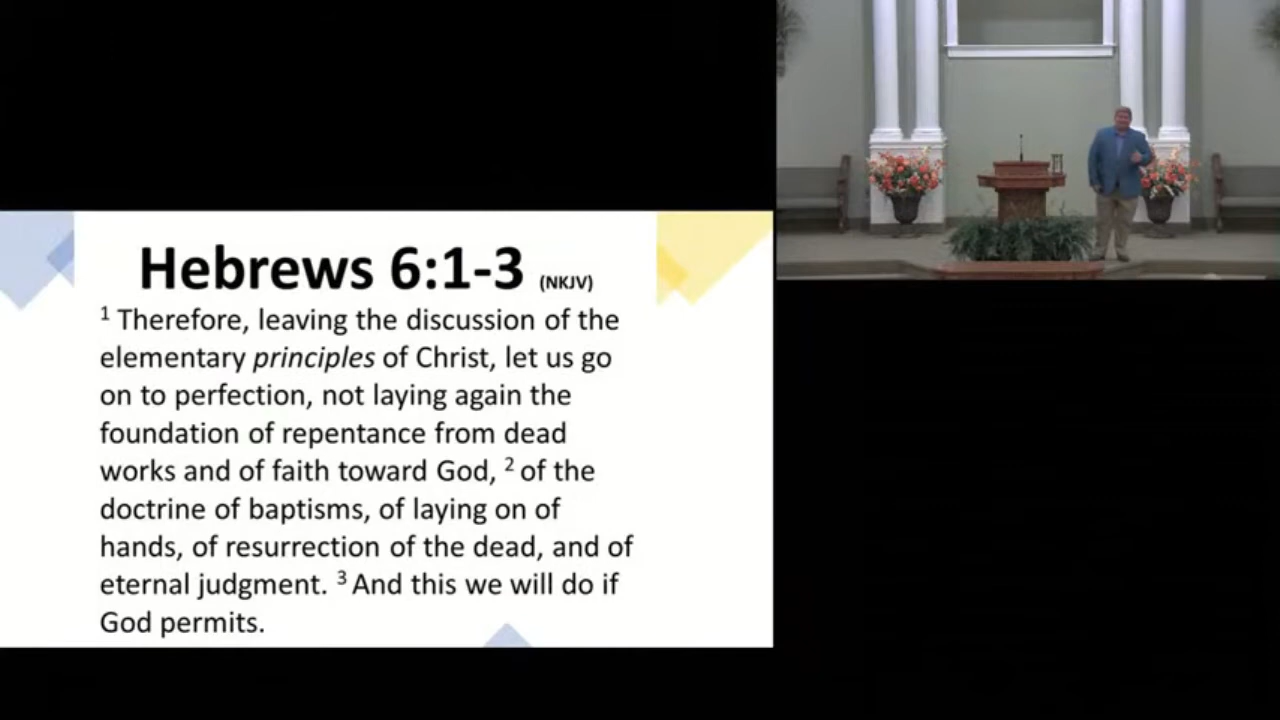 Hebrews 6:1-3 (NKJV)
1 Therefore, leaving the discussion of the
elementary principles of Christ, let us go
on to perfection, not laying again the
foundation of repentance from dead
works and of faith toward God, 2 of the
doctrine of baptisms, of laying on of
hands, of resurrection of the dead, and of
eternal judgment. 3 And this we will do if
God permits.